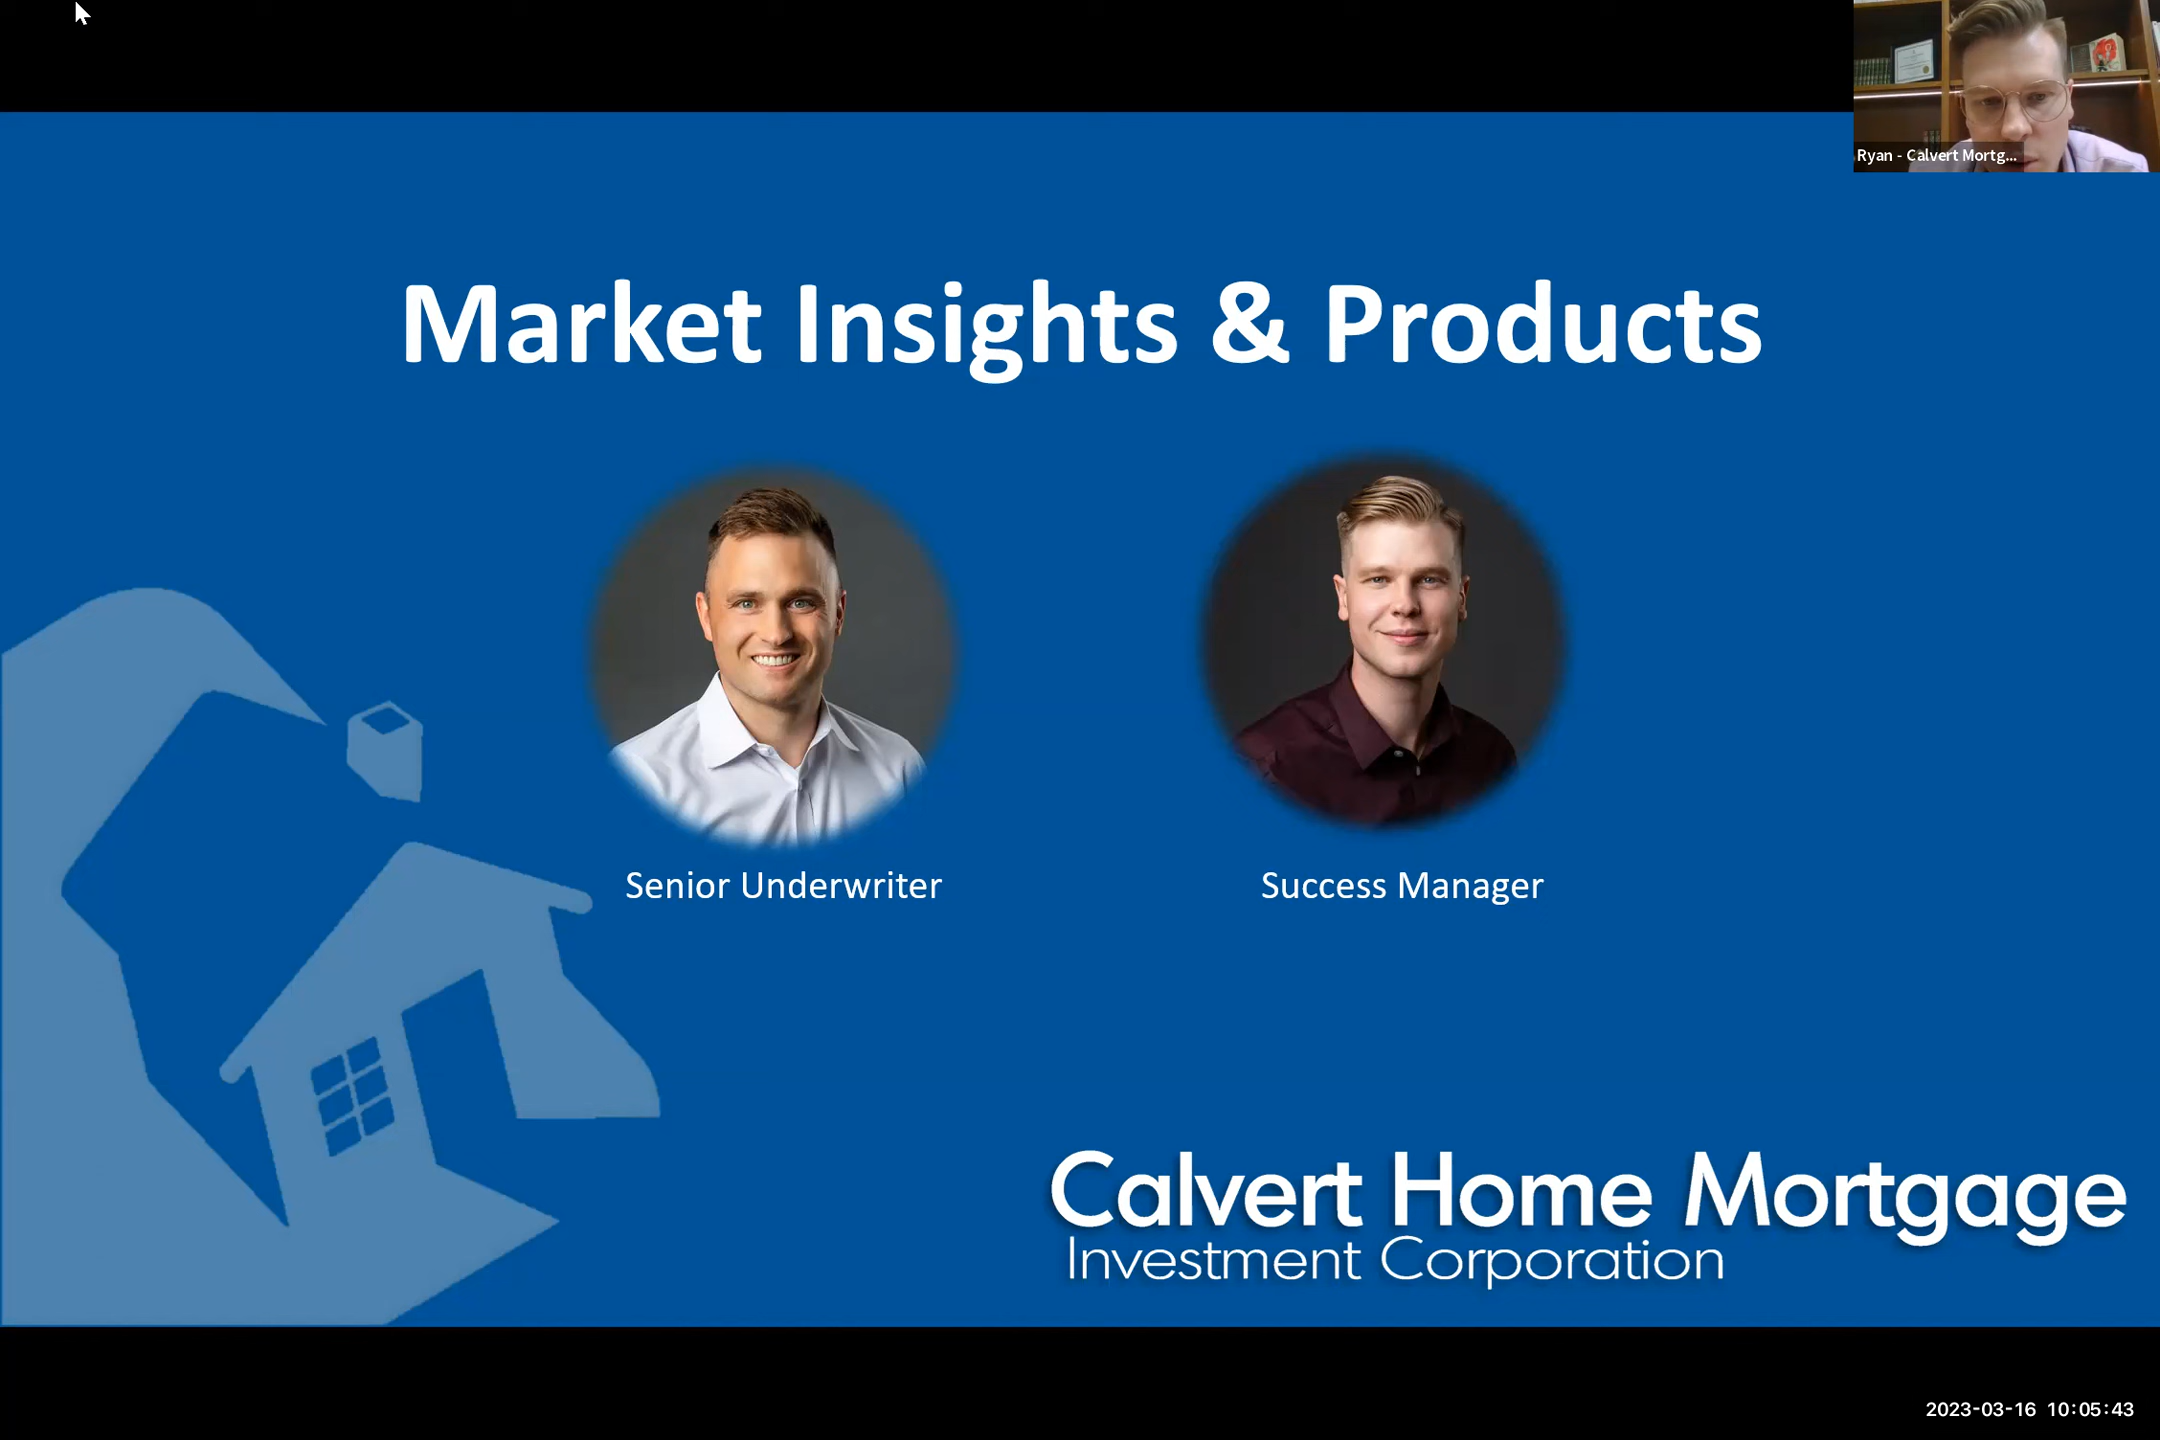 Ryan - Calvert Mortg...
Market Insights & Products
Senior Underwriter
Success Manager
Calvert Home Mortgage
Investment Corporation
2023-03-16 10:05:43